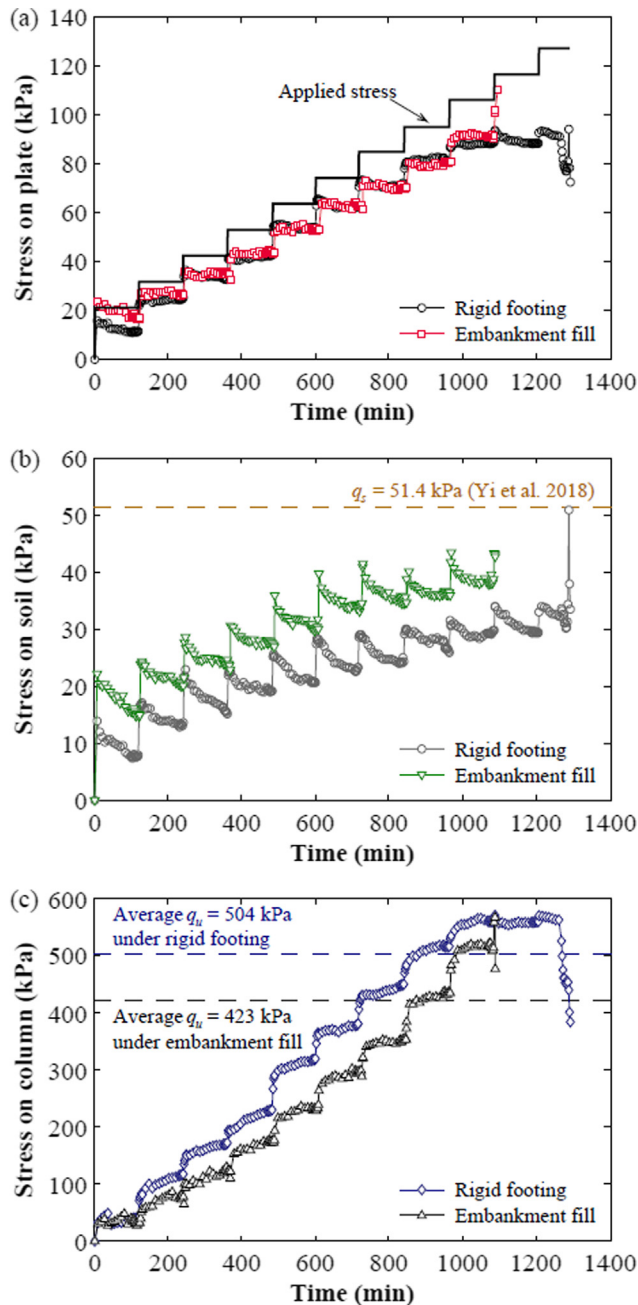 (a)
140
120
100
80
60
40
20
0
Stress on plate (kPa)
Applied stress
Rigid footing
Embankment fill
0 200 400 600 800 1000 1200 1400
Time (min)
(b)
60
50
40
30
20
10
0
Stress on soil (kPa)
qs = 51.4 kPa (Yi et al. 2018)
Rigid footing
Embankment fill
0 200 400 600 800 1000 1200 1400
Time (min)
(c)
600
500
400
300
200
100
0
Stress on column (kPa)
Average qu = 504 kPa
under rigid footing
Average qu = 423 kPa
under embankment fill
Rigid footing
Embankment fill
0 200 400 600 800 1000 1200 1400
Time (min)